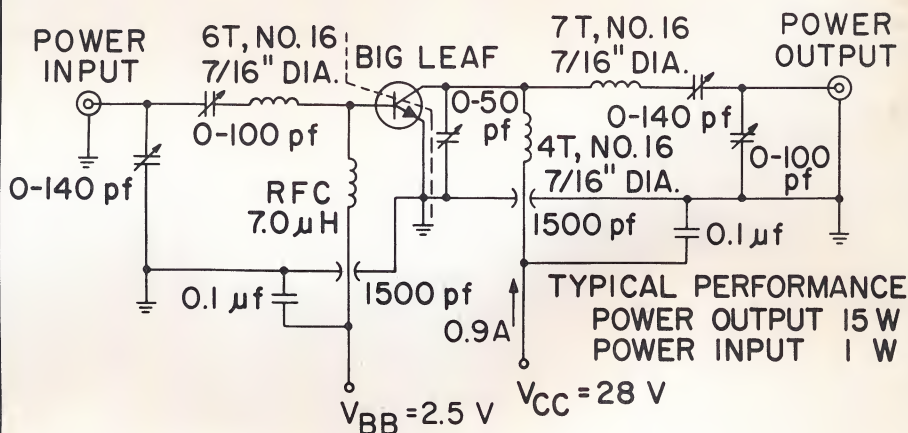 POWER
INPUT
6T, NO. 16
7/16" DIA.
BIG LEAF
7T, NO. 16
7/16" DIA.
POWER
OUTPUT
0-100 pf
0-50
pf
0-140 pf
0-140 pf
4T, NO. 16
7/16" DIA.
0-100
pf
RFC
7.0 μH
1500 pf
0.1 μf
0.1 μf
1500 pf
0.9A
TYPICAL PERFORMANCE
POWER OUTPUT 15 W
POWER INPUT 1 W
VBB = 2.5 V
VCC = 28 V